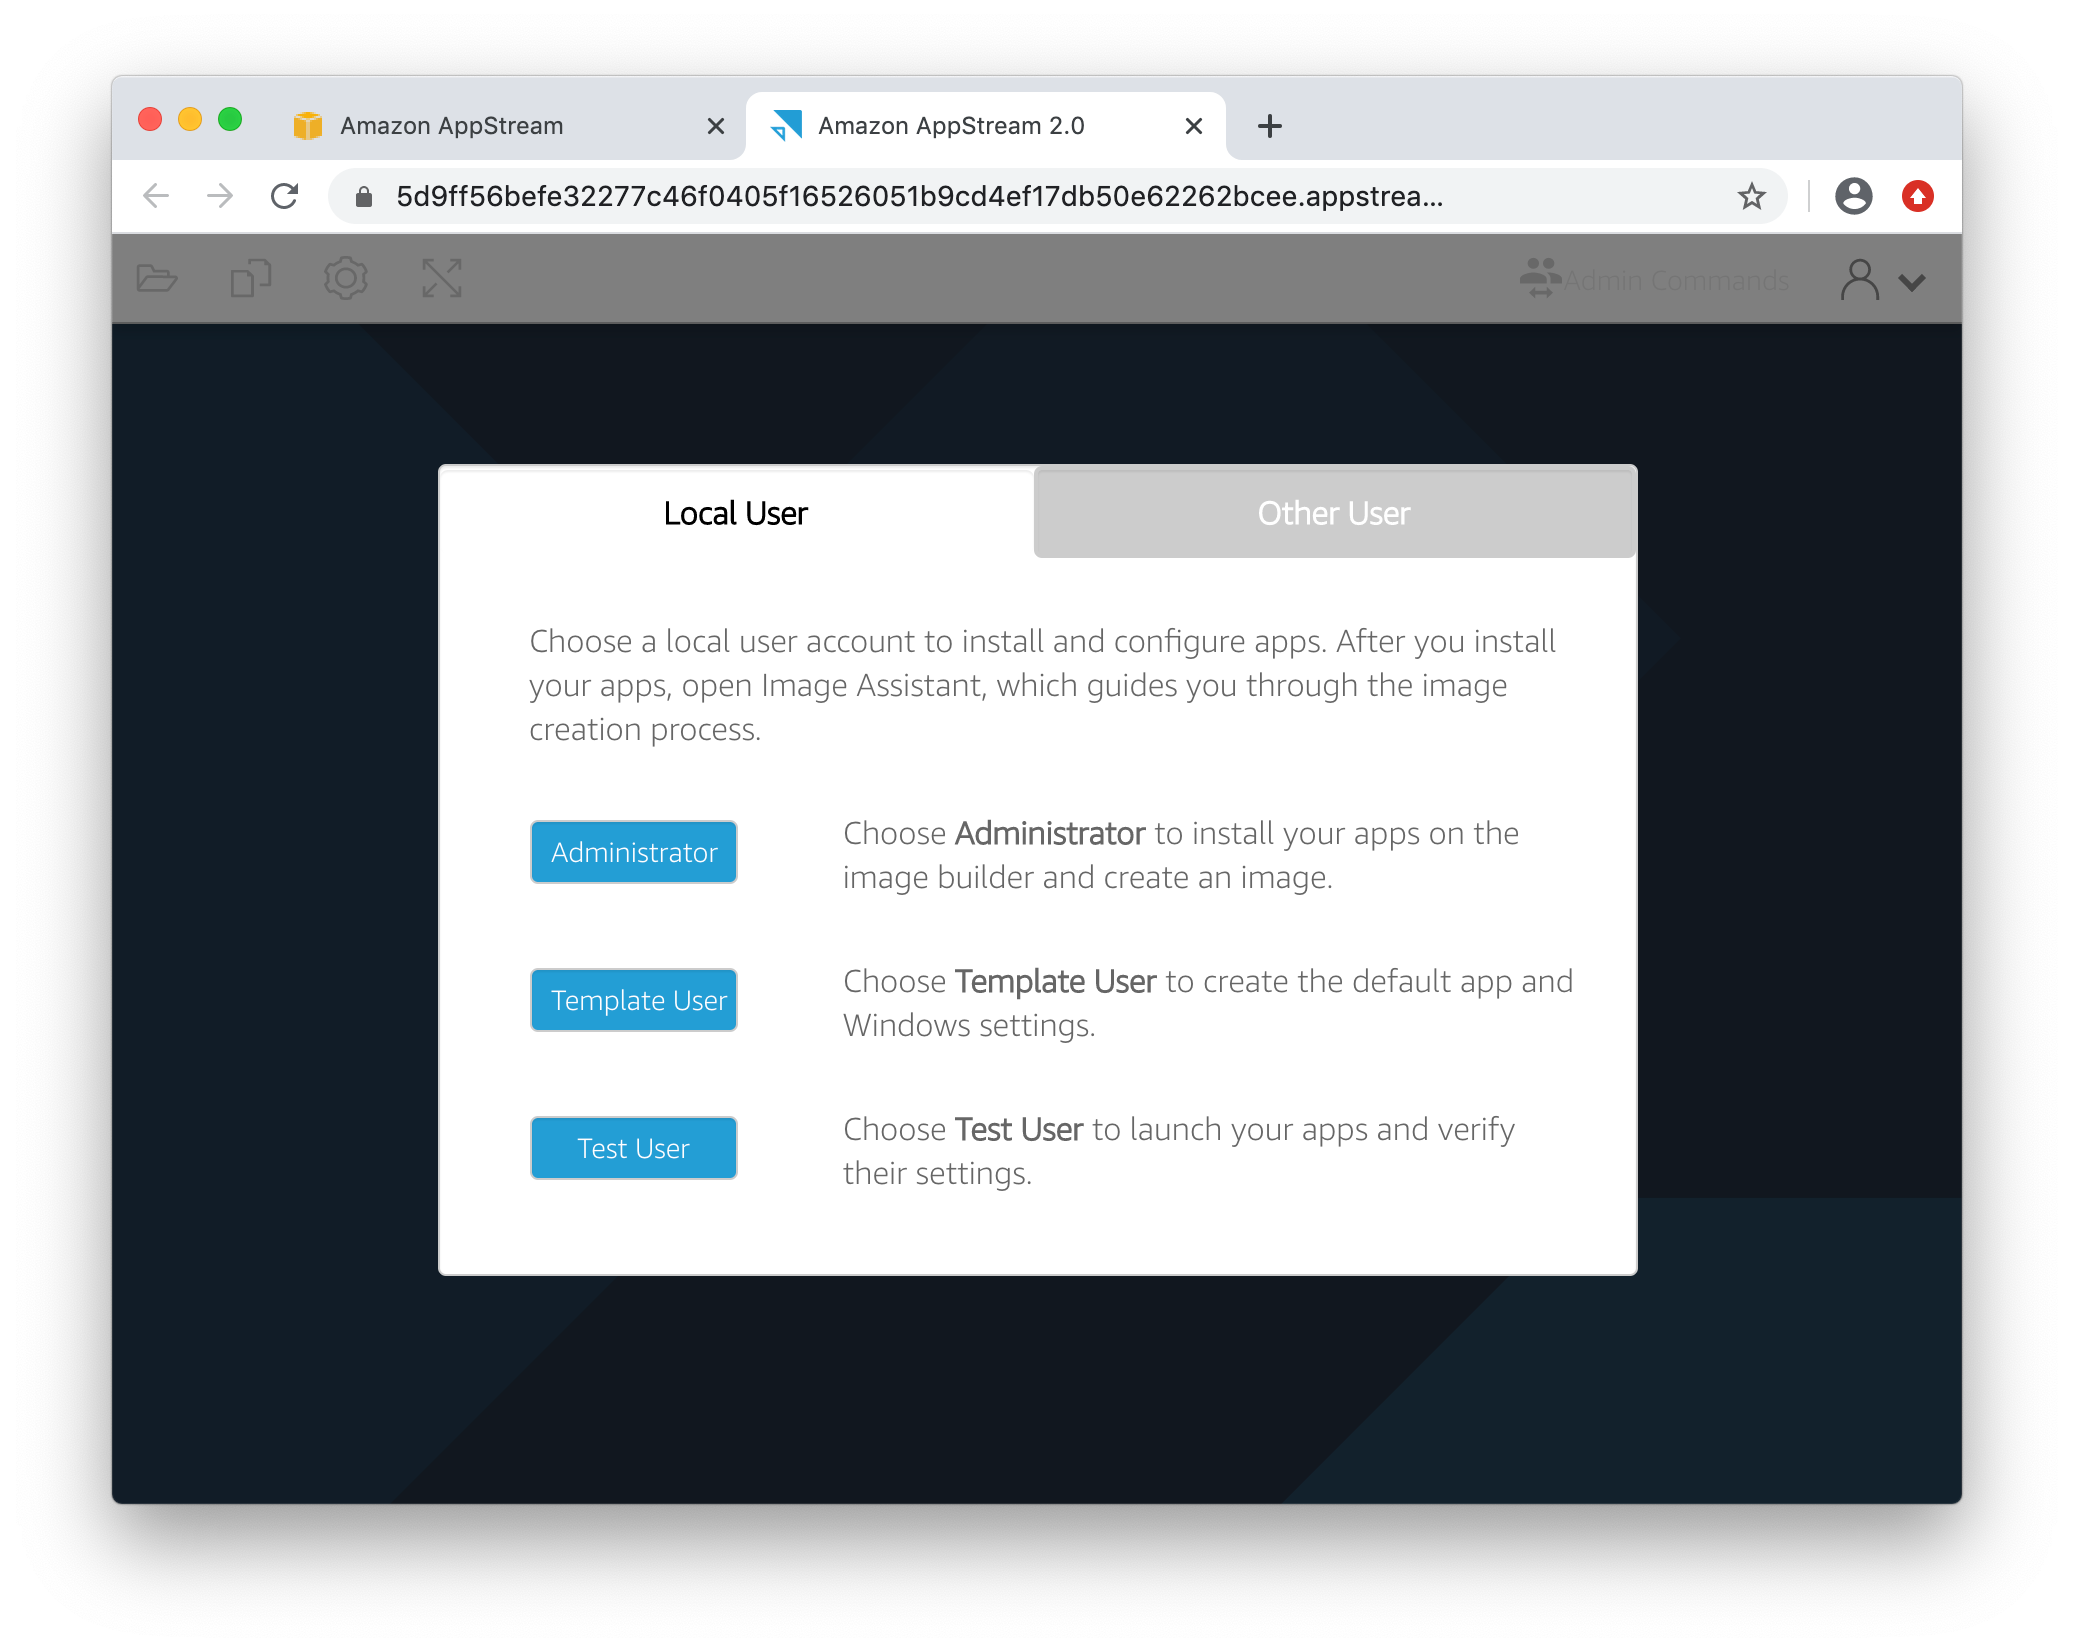 Amazon AppStream
Amazon AppStream 2.0
5d9ff56befe32277c46f0405f16526051b9cd4ef17db50e62262bcee.appstrea...
Admin Commands
Local User
Other User
Choose a local user account to install and configure apps. After you install
your apps, open Image Assistant, which guides you through the image
creation process.
Administrator
Choose Administrator to install your apps on the
image builder and create an image.
Template User
Choose Template User to create the default app and
Windows settings.
Test User
Choose Test User to launch your apps and verify
their settings.